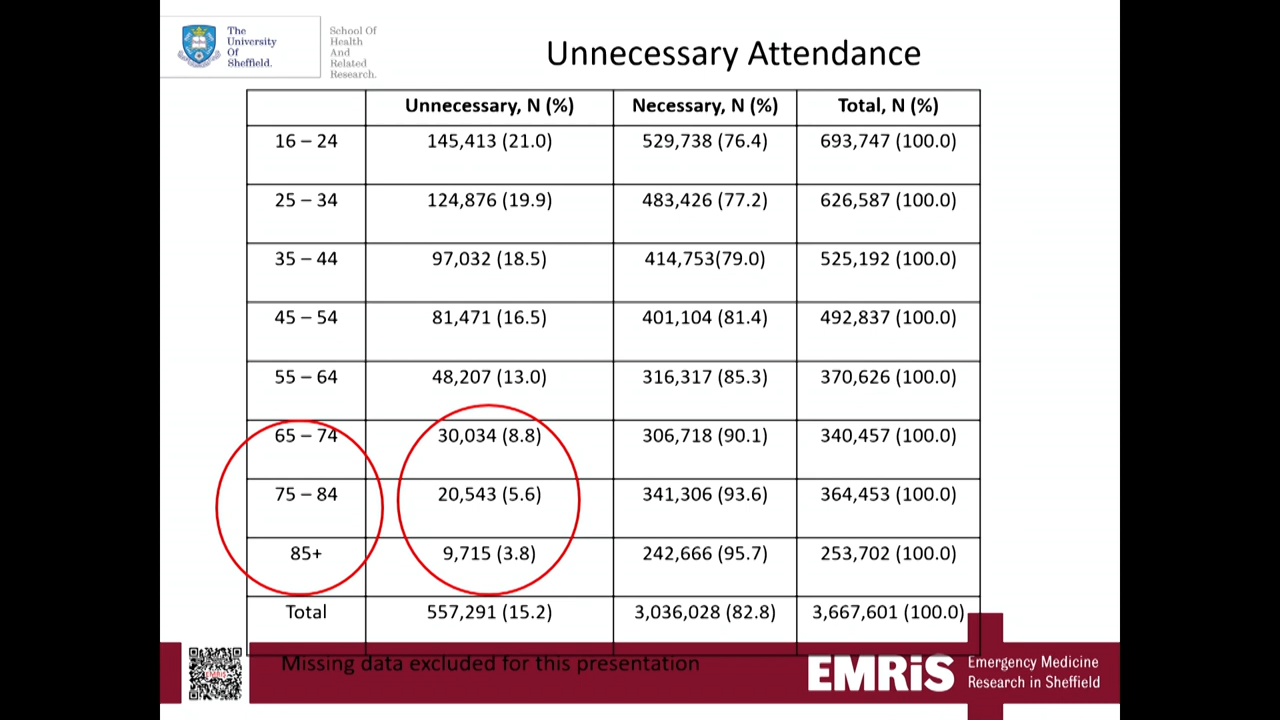 The
University
Of
Sheffield.
School Of
Health
And
Related
Research.
Unnecessary Attendance
Unnecessary, N (%) Necessary, N (%) Total, N (%)
16 – 24 145,413 (21.0) 529,738 (76.4) 693,747 (100.0)
25 – 34 124,876 (19.9) 483,426 (77.2) 626,587 (100.0)
35 – 44 97,032 (18.5) 414,753(79.0) 525,192 (100.0)
45 – 54 81,471 (16.5) 401,104 (81.4) 492,837 (100.0)
55 – 64 48,207 (13.0) 316,317 (85.3) 370,626 (100.0)
65 – 74 30,034 (8.8) 306,718 (90.1) 340,457 (100.0)
75 – 84 20,543 (5.6) 341,306 (93.6) 364,453 (100.0)
85+ 9,715 (3.8) 242,666 (95.7) 253,702 (100.0)
Total 557,291 (15.2) 3,036,028 (82.8) 3,667,601 (100.0)
Missing data excluded for this presentation
EMRiS
EMRiS
Emergency Medicine
Research in Sheffield